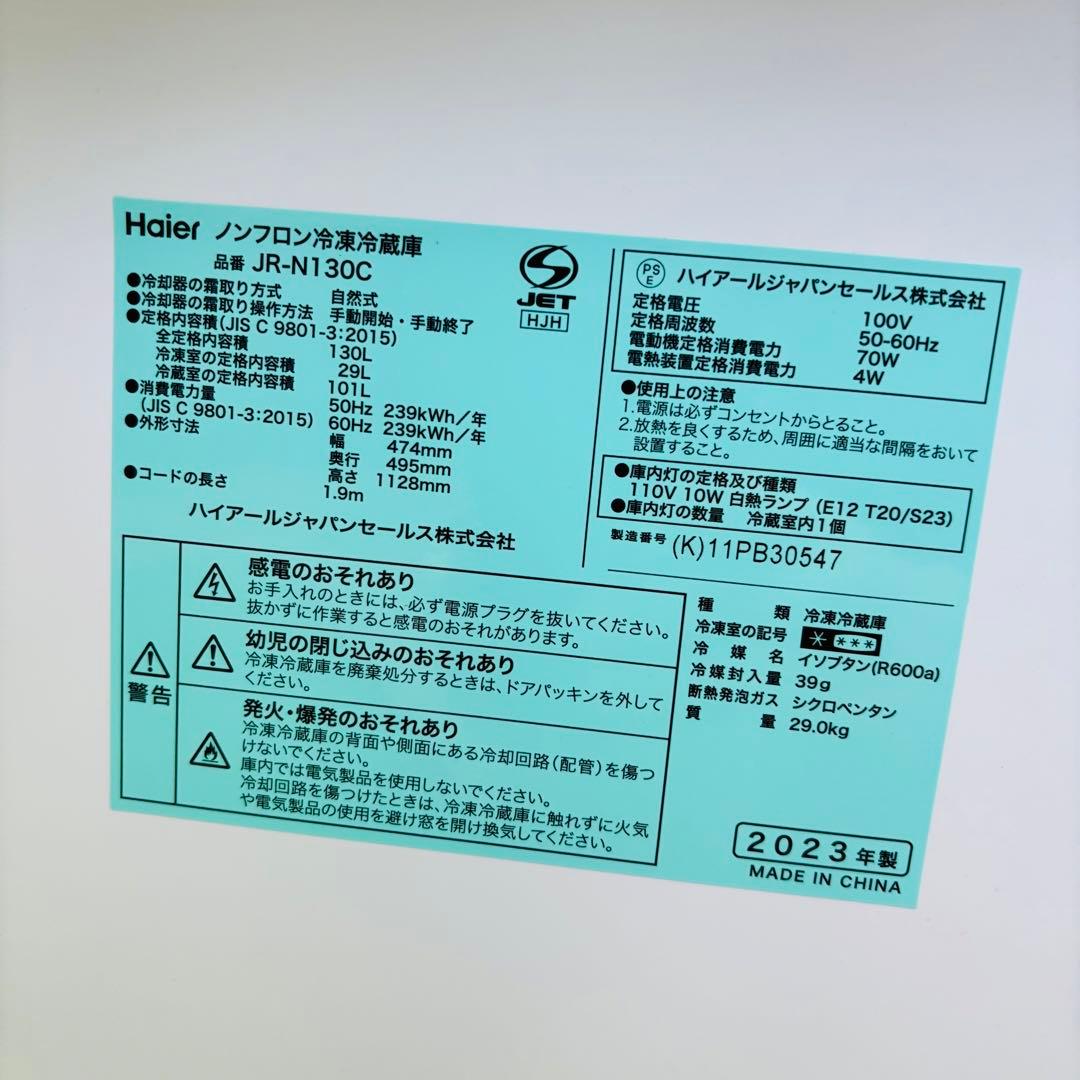 Haier ノンフロン冷凍冷蔵庫
品番 JR-N130C
●冷却器の霜取り方式 自然式
●冷却器の霜取り操作方法 手動開始・手動終了
●定格内容積(JIS C 9801-3:2015)
全定格内容積 130L
冷凍室の定格内容積 29L
冷蔵室の定格内容積 101L
●消費電力量 50Hz 239kWh/年
(JIS C 9801-3:2015) 60Hz 239kWh/年
●外形寸法 幅 474mm
奥行 495mm
高さ 1128mm
●コードの長さ 1.9m
ハイアールジャパンセールス株式会社
JET
HJH
PSE ハイアールジャパンセールス株式会社
定格電圧 100V
定格周波数 50-60Hz
電動機定格消費電力 70W
電熱装置定格消費電力 4W
●使用上の注意
1.電源は必ずコンセントからとること。
2.放熱を良くするため、周囲に適当な間隔をおいて
設置すること。
●庫内灯の定格及び種類
110V 10W 白熱ランプ (E12 T20/S23)
●庫内灯の数量 冷蔵室内1個
製造番号 (K)11PB30547
警告
感電のおそれあり
お手入れのときには、必ず電源プラグを抜いてください。
抜かずに作業すると感電のおそれがあります。
幼児の閉じ込みのおそれあり
冷凍冷蔵庫を廃棄処分するときは、ドアパッキンを外して
ください。
発火・爆発のおそれあり
冷凍冷蔵庫の背面や側面にある冷却回路(配管)を傷つ
けないでください。
庫内では電気製品を使用しないでください。
冷却回路を傷つけたときは、冷凍冷蔵庫に触れずに火気
や電気製品の使用を避け窓を開け換気してください。
種類 冷凍冷蔵庫
冷凍室の記号 * ***
冷媒名 イソブタン(R600a)
冷媒封入量 39g
断熱発泡ガス シクロペンタン
質量 29.0kg
2023年製
MADE IN CHINA